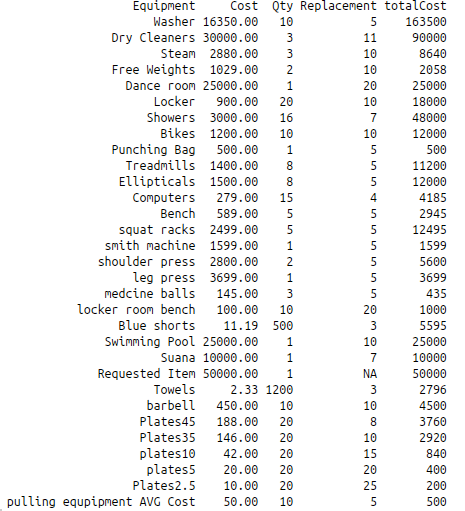 Equipment Cost Qty Replacement totalCost
Washer 16350.00 10 5 163500
Dry Cleaners 30000.00 3 11 90000
Steam 2880.00 3 10 8640
Free Weights 1029.00 2 10 2058
Dance room 25000.00 1 20 25000
Locker 900.00 20 10 18000
Showers 3000.00 16 7 48000
Bikes 1200.00 10 10 12000
Punching Bag 500.00 1 5 500
Treadmills 1400.00 8 5 11200
Ellipticals 1500.00 8 5 12000
Computers 279.00 15 4 4185
Bench 589.00 5 5 2945
squat racks 2499.00 5 5 12495
smith machine 1599.00 1 5 1599
shoulder press 2800.00 2 5 5600
leg press 3699.00 1 5 3699
medcine balls 145.00 3 5 435
locker room bench 100.00 10 20 1000
Blue shorts 11.19 500 3 5595
Swimming Pool 25000.00 1 10 25000
Suana 10000.00 1 7 10000
Requested Item 50000.00 1 NA 50000
Towels 2.33 1200 3 2796
barbell 450.00 10 10 4500
Plates45 188.00 20 8 3760
Plates35 146.00 20 10 2920
plates10 42.00 20 15 840
plates5 20.00 20 20 400
Plates2.5 10.00 20 25 200
pulling equpipment AVG Cost 50.00 10 5 500